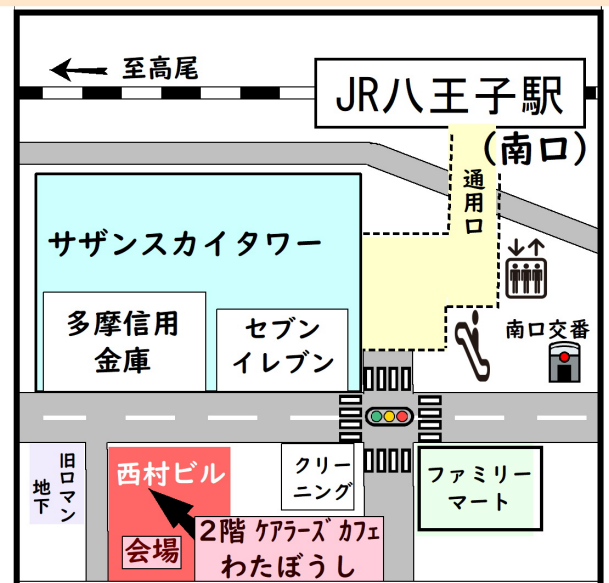 至高尾
JR八王子駅
(南口)
通用口
サザンスカイタワー
多摩信用
金庫
セブン
イレブン
南口交番
旧ロマン
地下
西村ビル
クリー
ニング
ファミリー
マート
2階 ケアラーズ カフェ
わたぼうし
会場